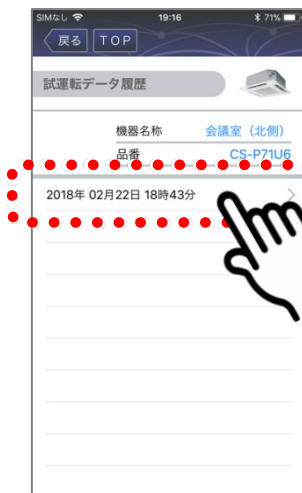 SIMなし 19:16 71%
戻る TOP
試運転データ履歴
機器名称 会議室（北側）
品番 CS-P71U6
2018年 02月22日 18時43分